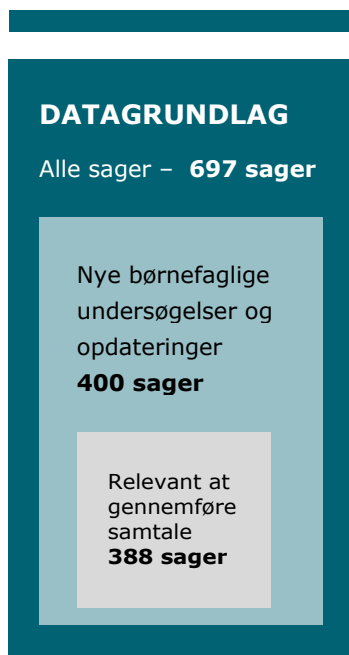 DATAGRUNDLAG
Alle sager – 697 sager
Nye børnefaglige
undersøgelser og
opdateringer
400 sager
Relevant at
gennemføre
samtale
388 sager